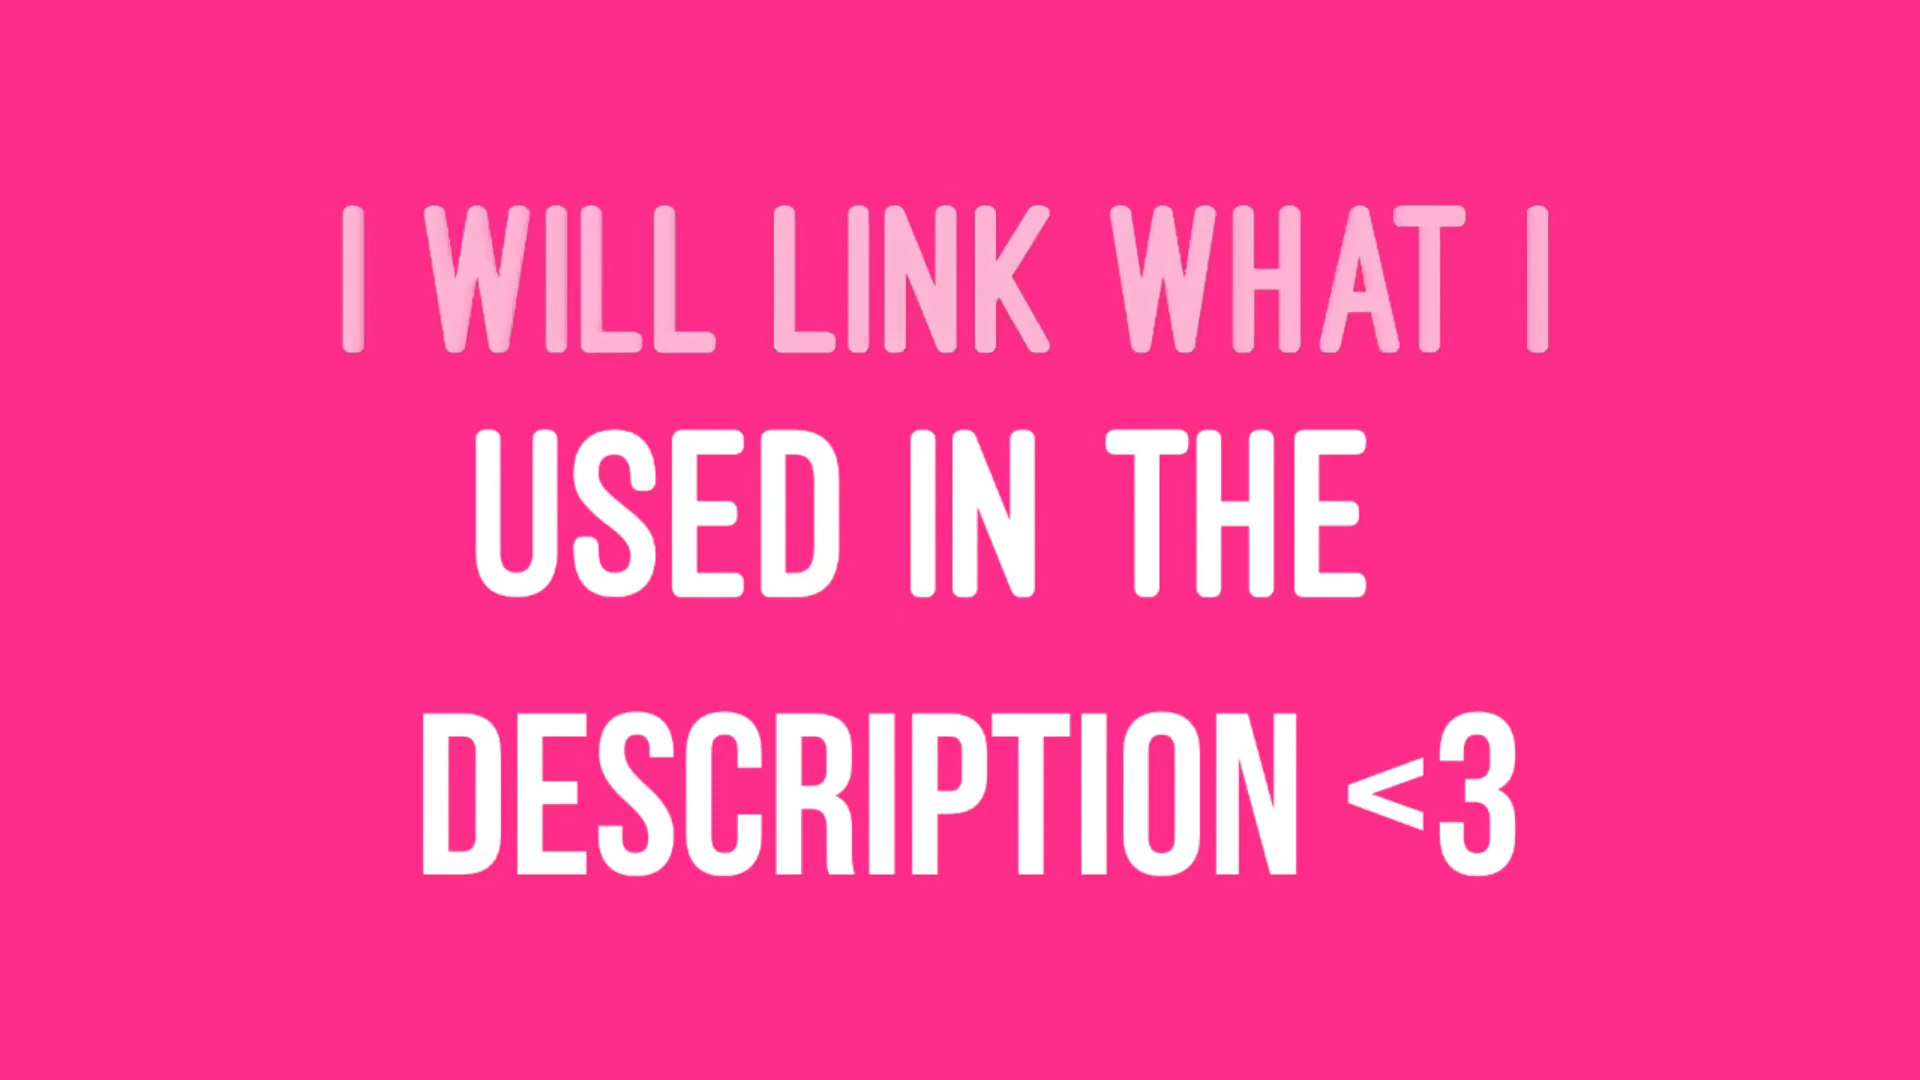 I WILL LINK WHAT I
USED IN THE
DESCRIPTION <3